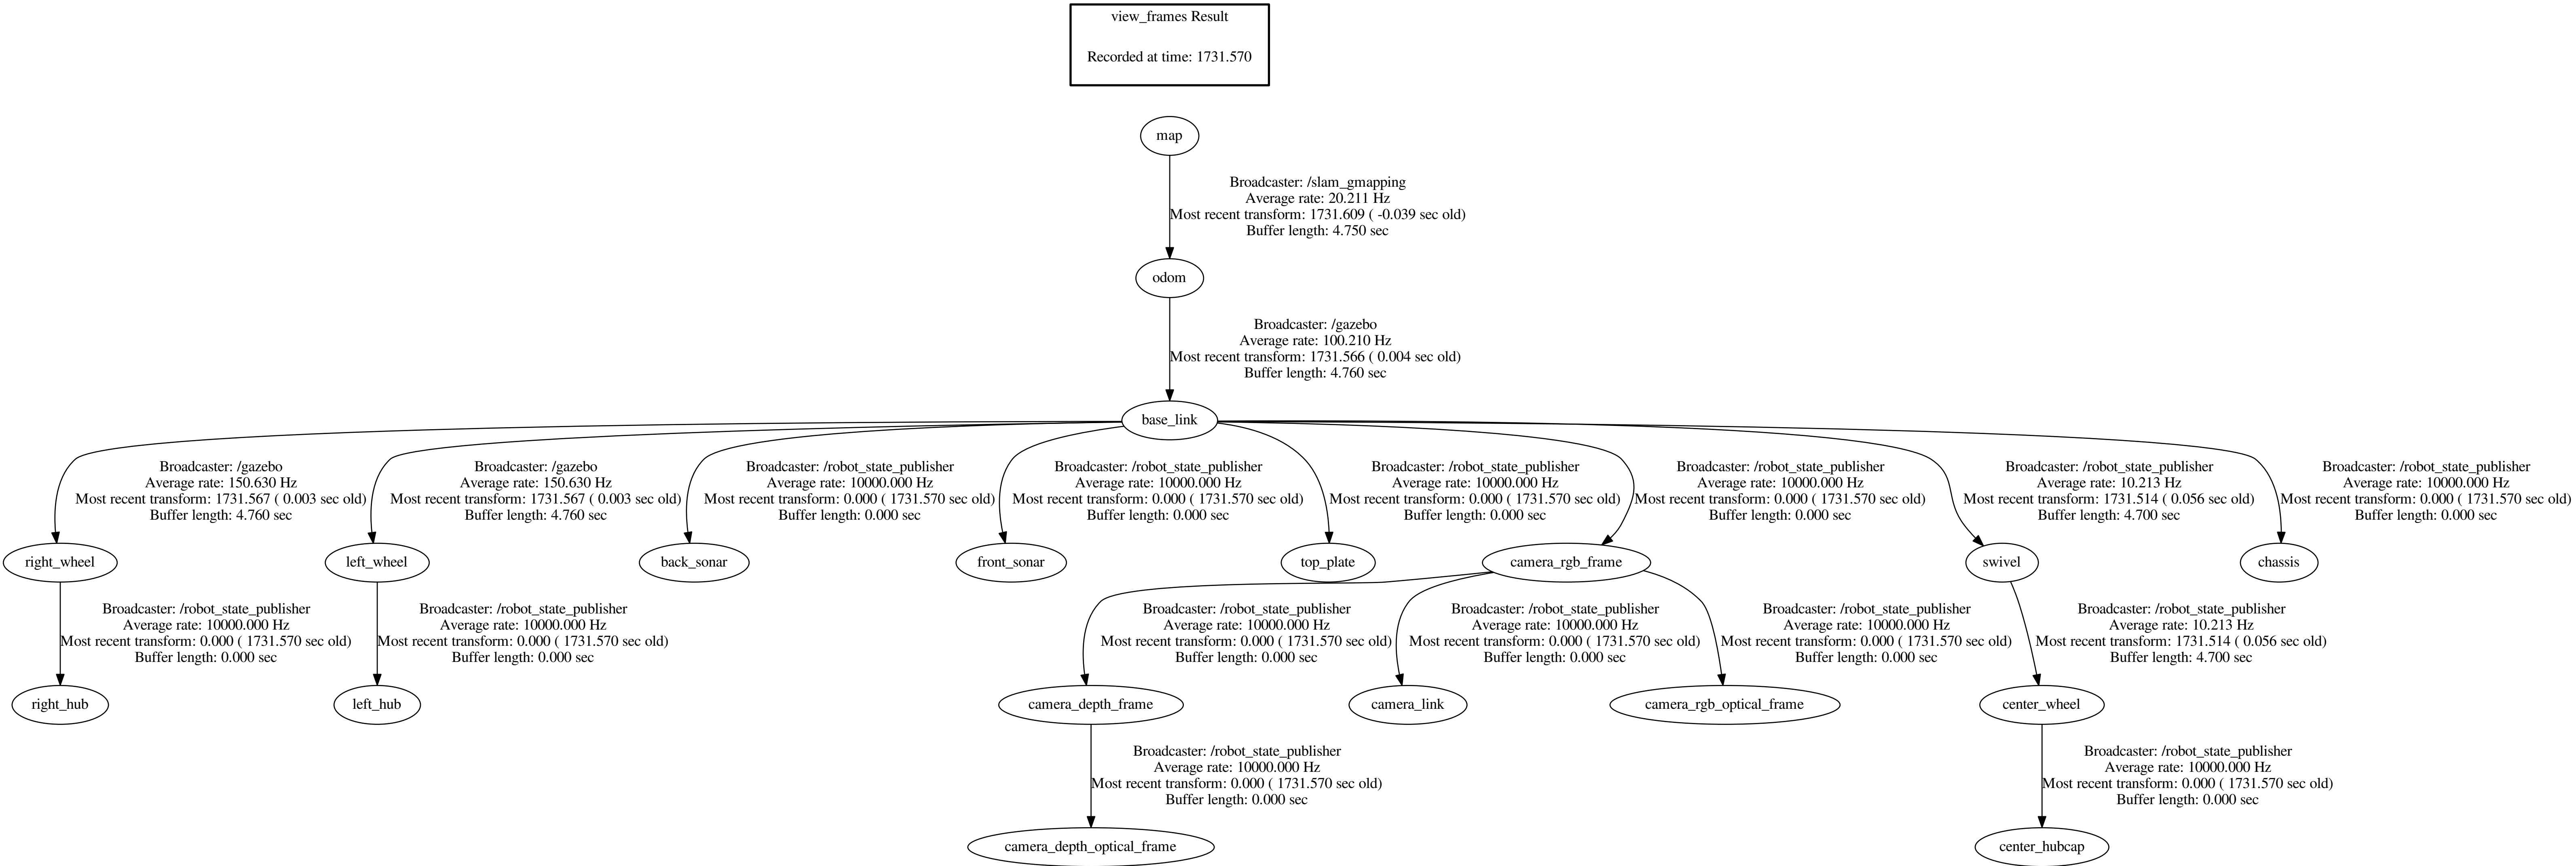 view_frames Result
Recorded at time: 1731.570
map
Broadcaster: /slam_gmapping
Average rate: 20.211 Hz
Most recent transform: 1731.609 ( -0.039 sec old)
Buffer length: 4.750 sec
odom
Broadcaster: /gazebo
Average rate: 100.210 Hz
Most recent transform: 1731.566 ( 0.004 sec old)
Buffer length: 4.760 sec
base_link
Broadcaster: /gazebo
Average rate: 150.630 Hz
Most recent transform: 1731.567 ( 0.003 sec old)
Buffer length: 4.760 sec
Broadcaster: /gazebo
Average rate: 150.630 Hz
Most recent transform: 1731.567 ( 0.003 sec old)
Buffer length: 4.760 sec
Broadcaster: /robot_state_publisher
Average rate: 10000.000 Hz
Most recent transform: 0.000 ( 1731.570 sec old)
Buffer length: 0.000 sec
Broadcaster: /robot_state_publisher
Average rate: 10000.000 Hz
Most recent transform: 0.000 ( 1731.570 sec old)
Buffer length: 0.000 sec
Broadcaster: /robot_state_publisher
Average rate: 10000.000 Hz
Most recent transform: 0.000 ( 1731.570 sec old)
Buffer length: 0.000 sec
Broadcaster: /robot_state_publisher
Average rate: 10000.000 Hz
Most recent transform: 0.000 ( 1731.570 sec old)
Buffer length: 0.000 sec
Broadcaster: /robot_state_publisher
Average rate: 10.213 Hz
Most recent transform: 1731.514 ( 0.056 sec old)
Buffer length: 4.700 sec
Broadcaster: /robot_state_publisher
Average rate: 10000.000 Hz
Most recent transform: 0.000 ( 1731.570 sec old)
Buffer length: 0.000 sec
right_wheel
left_wheel
back_sonar
front_sonar
top_plate
camera_rgb_frame
swivel
chassis
Broadcaster: /robot_state_publisher
Average rate: 10000.000 Hz
Most recent transform: 0.000 ( 1731.570 sec old)
Buffer length: 0.000 sec
Broadcaster: /robot_state_publisher
Average rate: 10000.000 Hz
Most recent transform: 0.000 ( 1731.570 sec old)
Buffer length: 0.000 sec
Broadcaster: /robot_state_publisher
Average rate: 10000.000 Hz
Most recent transform: 0.000 ( 1731.570 sec old)
Buffer length: 0.000 sec
Broadcaster: /robot_state_publisher
Average rate: 10000.000 Hz
Most recent transform: 0.000 ( 1731.570 sec old)
Buffer length: 0.000 sec
Broadcaster: /robot_state_publisher
Average rate: 10000.000 Hz
Most recent transform: 0.000 ( 1731.570 sec old)
Buffer length: 0.000 sec
Broadcaster: /robot_state_publisher
Average rate: 10.213 Hz
Most recent transform: 1731.514 ( 0.056 sec old)
Buffer length: 4.700 sec
right_hub
left_hub
camera_depth_frame
camera_link
camera_rgb_optical_frame
center_wheel
Broadcaster: /robot_state_publisher
Average rate: 10000.000 Hz
Most recent transform: 0.000 ( 1731.570 sec old)
Buffer length: 0.000 sec
Broadcaster: /robot_state_publisher
Average rate: 10000.000 Hz
Most recent transform: 0.000 ( 1731.570 sec old)
Buffer length: 0.000 sec
camera_depth_optical_frame
center_hubcap